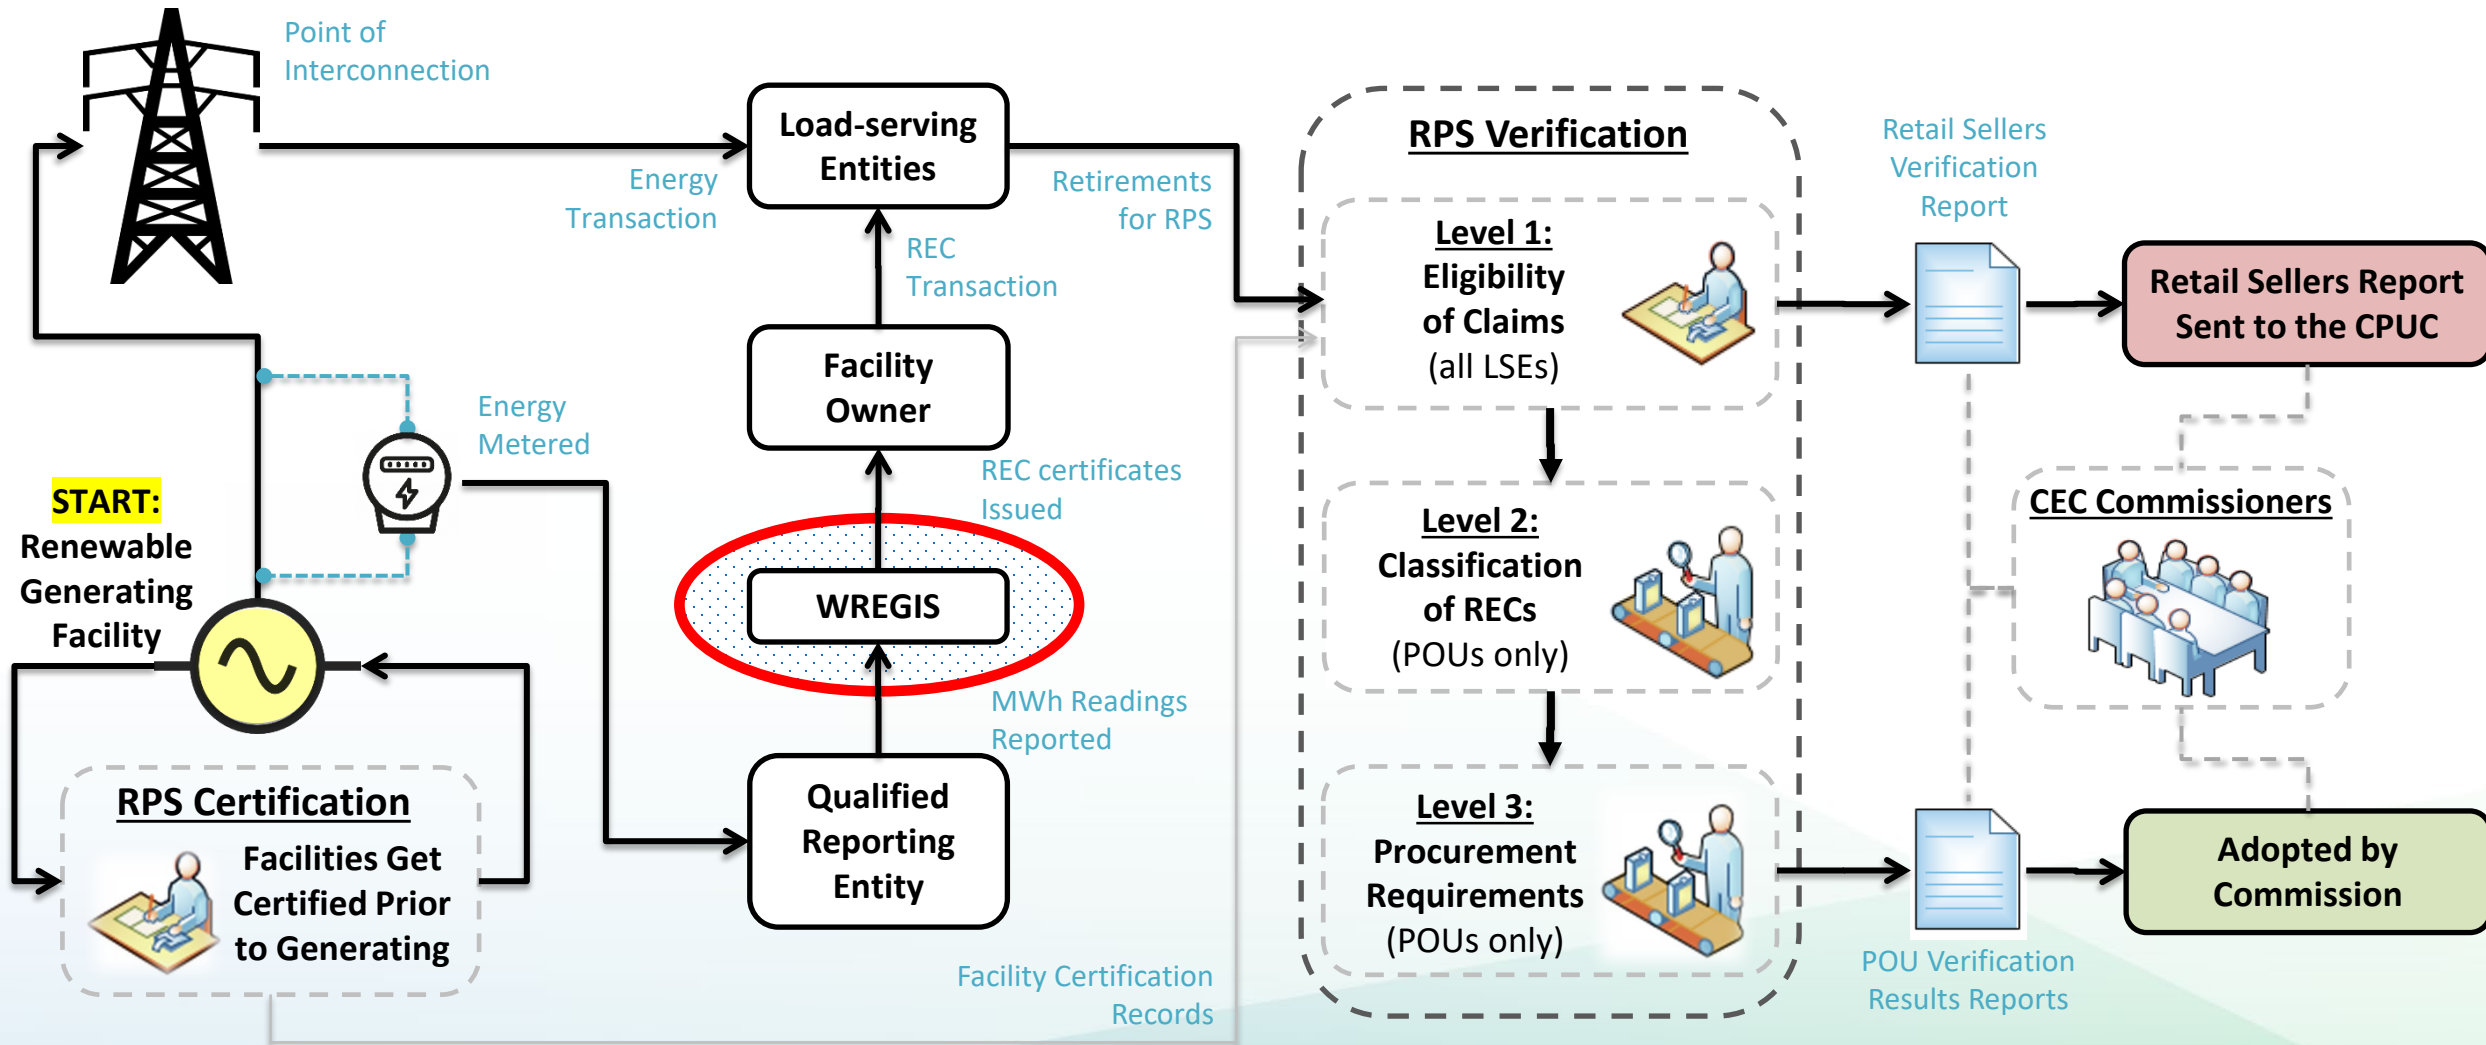 Point of
Interconnection
Energy
Transaction
Load-serving
Entities
Retirements
for RPS
REC
Transaction
Facility
Owner
REC certificates
Issued
WREGIS
MWh Readings
Reported
Qualified
Reporting
Entity
Energy
Metered
START:
Renewable
Generating
Facility
RPS Certification
Facilities Get
Certified Prior
to Generating
Facility Certification
Records
RPS Verification
Level 1:
Eligibility
of Claims
(all LSEs)
Level 2:
Classification
of RECs
(POUs only)
Level 3:
Procurement
Requirements
(POUs only)
Retail Sellers
Verification
Report
Retail Sellers Report
Sent to the CPUC
CEC Commissioners
Adopted by
Commission
POU Verification
Results Reports